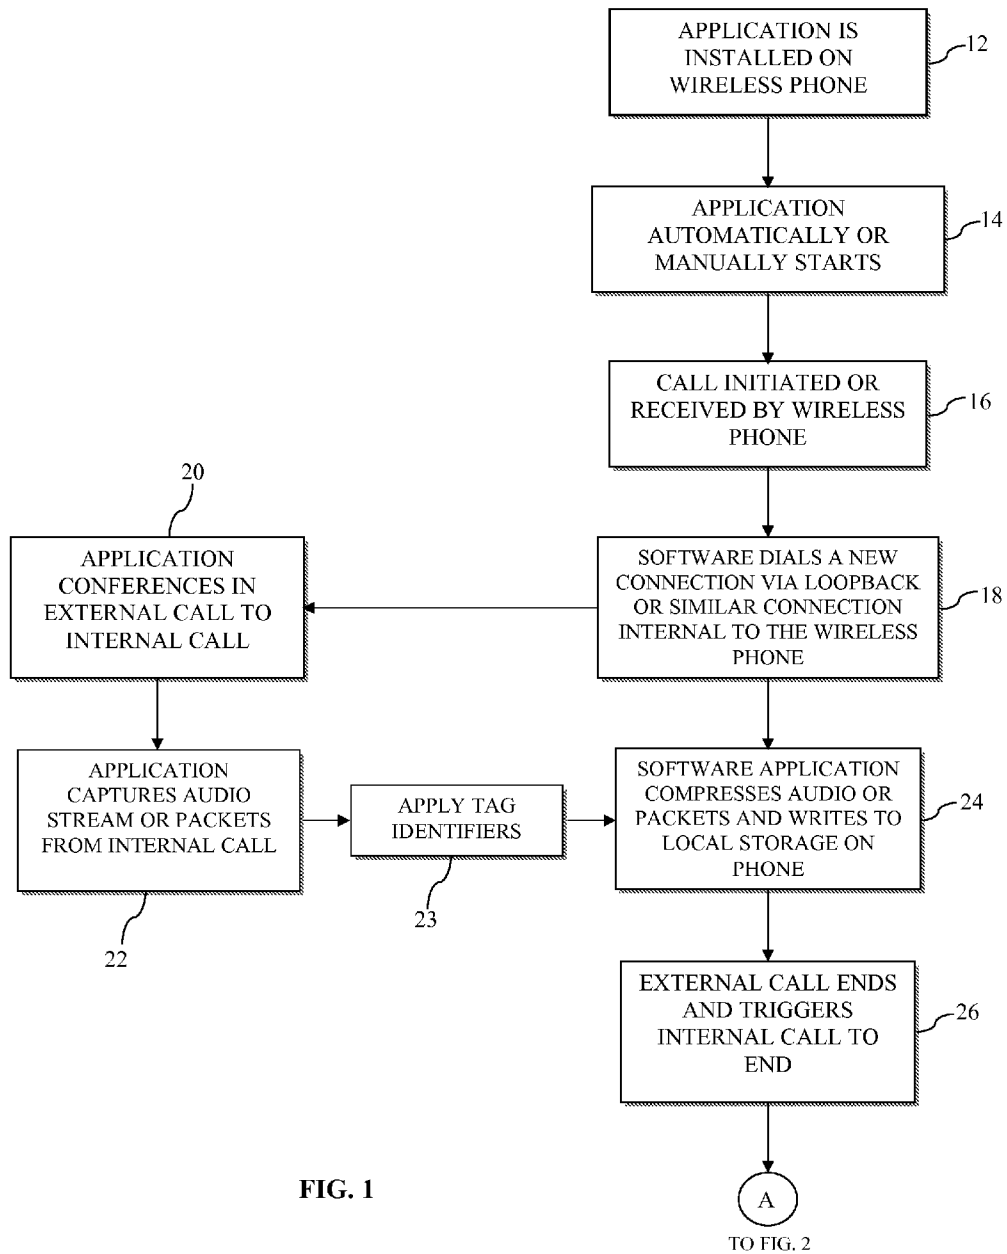 APPLICATION IS
INSTALLED ON
WIRELESS PHONE
12
APPLICATION
AUTOMATICALLY OR
MANUALLY STARTS
14
CALL INITIATED OR
RECEIVED BY WIRELESS
PHONE
16
SOFTWARE DIALS A NEW
CONNECTION VIA LOOPBACK
OR SIMILAR CONNECTION
INTERNAL TO THE WIRELESS
PHONE
18
20
APPLICATION
CONFERENCES IN
EXTERNAL CALL TO
INTERNAL CALL
APPLICATION
CAPTURES AUDIO
STREAM OR PACKETS
FROM INTERNAL CALL
22
APPLY TAG
IDENTIFIERS
23
SOFTWARE APPLICATION
COMPRESSES AUDIO OR
PACKETS AND WRITES TO
LOCAL STORAGE ON
PHONE
24
EXTERNAL CALL ENDS
AND TRIGGERS
INTERNAL CALL TO
END
26
A
TO FIG. 2
FIG. 1